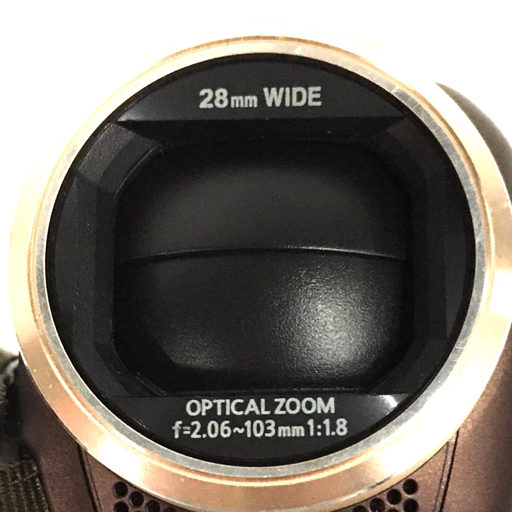 28mm WIDE
OPTICAL ZOOM
f=2.06~103mm 1:1.8